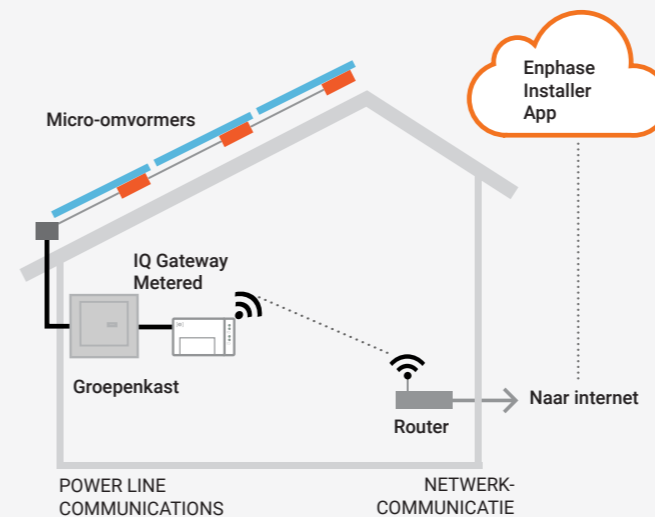 Enphase
Installer
App
Micro-omvormers
IQ Gateway
Metered
Groepenkast
Naar internet
Router
POWER LINE
COMMUNICATIONS
NETWERK-
COMMUNICATIE